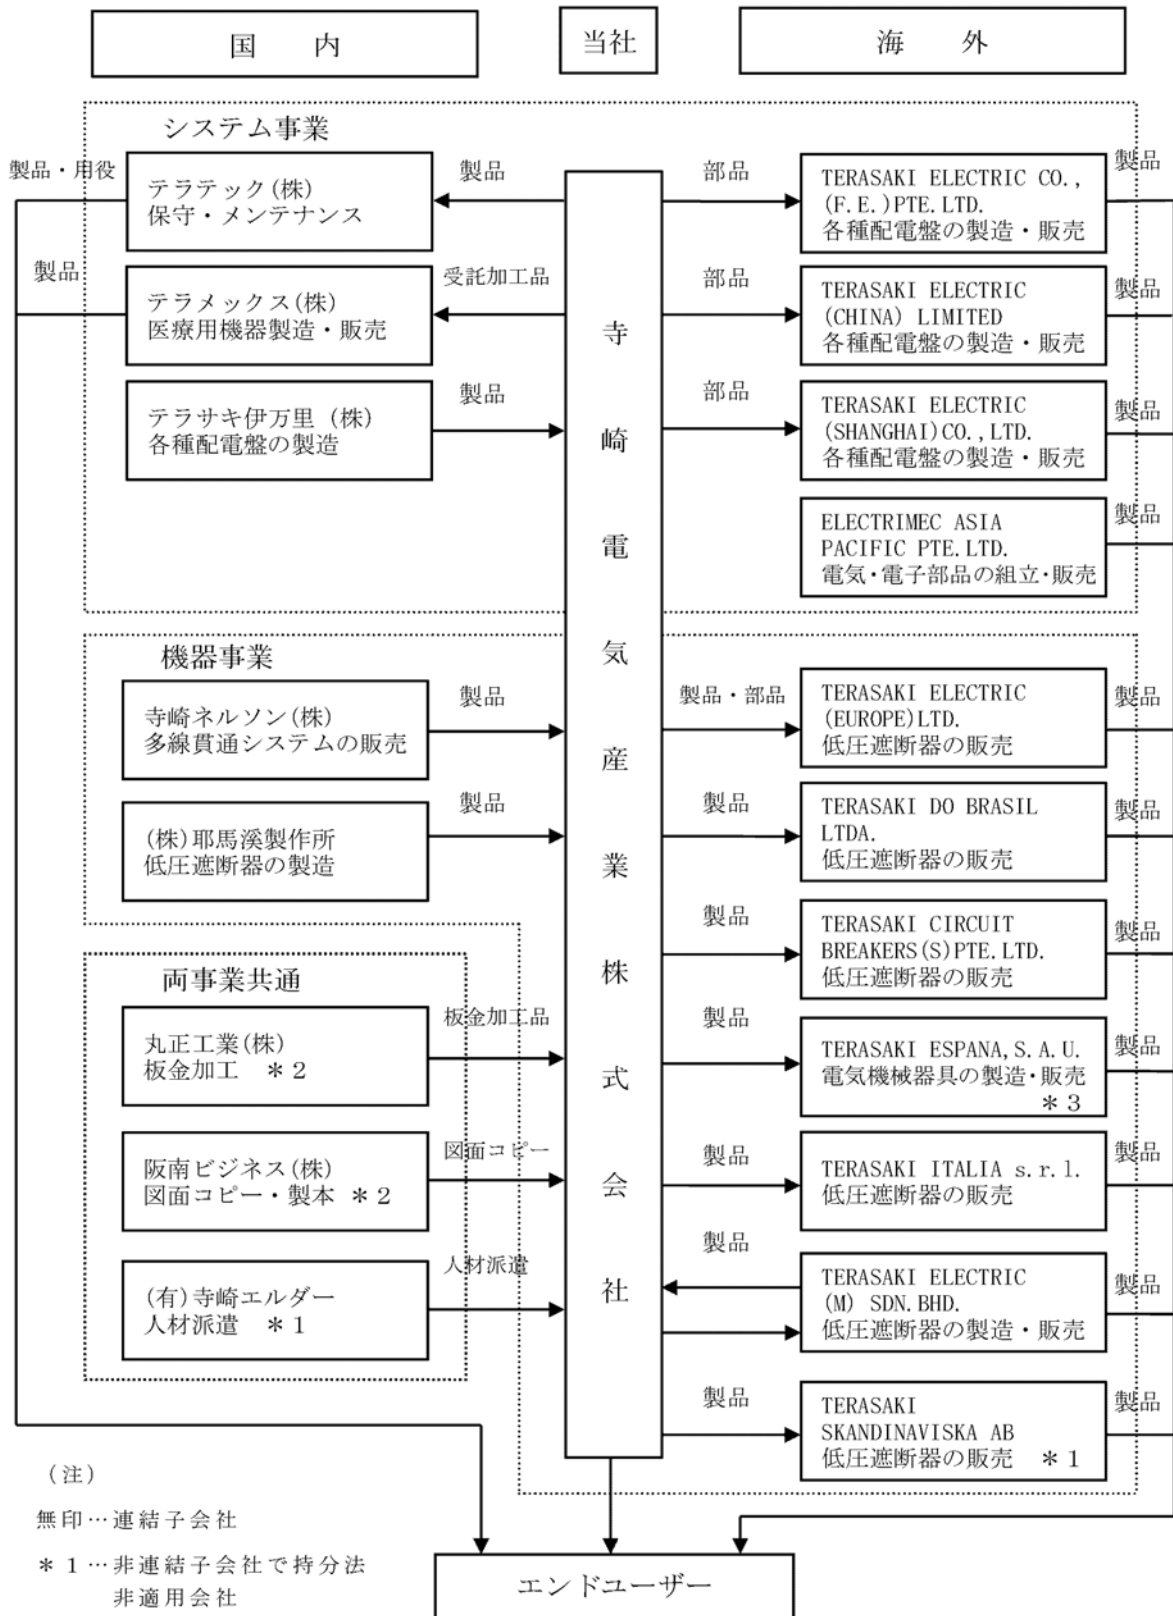 国　内
当社
海　外
システム事業
製品・用役
テラテック(株)
保守・メンテナンス
製品
部品
TERASAKI ELECTRIC CO.,
(F.E.)PTE.LTD.
各種配電盤の製造・販売
製品
製品
テラメックス(株)
医療用機器製造・販売
受託加工品
部品
TERASAKI ELECTRIC
(CHINA) LIMITED
各種配電盤の製造・販売
製品
テラサキ伊万里(株)
各種配電盤の製造
製品
部品
TERASAKI ELECTRIC
(SHANGHAI)CO.,LTD.
各種配電盤の製造・販売
製品
ELECTRIMEC ASIA
PACIFIC PTE.LTD.
電気・電子部品の組立・販売
製品
寺崎電気産業株式会社
機器事業
寺崎ネルソン(株)
多線貫通システムの販売
製品
製品・部品
TERASAKI ELECTRIC
(EUROPE)LTD.
低圧遮断器の販売
製品
(株)耶馬溪製作所
低圧遮断器の製造
製品
製品
TERASAKI DO BRASIL
LTDA.
低圧遮断器の販売
製品
製品
TERASAKI CIRCUIT
BREAKERS(S)PTE.LTD.
低圧遮断器の販売
製品
両事業共通
丸正工業(株)
板金加工　＊２
板金加工品
製品
TERASAKI ESPANA,S.A.U.
電気機械器具の製造・販売
＊３
製品
阪南ビジネス(株)
図面コピー・製本　＊２
図面コピー
製品
TERASAKI ITALIA s.r.l.
低圧遮断器の販売
製品
(有)寺崎エルダー
人材派遣　＊１
人材派遣
製品
TERASAKI ELECTRIC
(M) SDN.BHD.
低圧遮断器の製造・販売
製品
製品
TERASAKI
SKANDINAVISKA AB
低圧遮断器の販売　＊１
製品
（注）
無印…連結子会社
＊１…非連結子会社で持分法
非適用会社
エンドユーザー